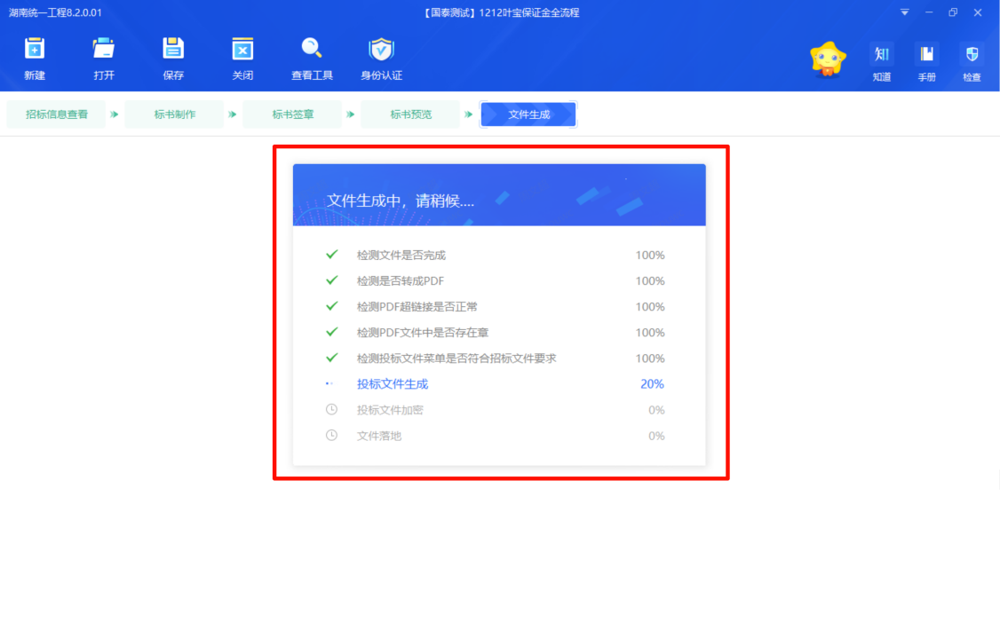 湖南统一工程8.2.0.01
【国泰测试】1212叶宝保证金全流程
新建
打开
保存
关闭
查看工具
身份认证
知道
手册
检查
招标信息查看
标书制作
标书签章
标书预览
文件生成
文件生成中，请稍候....
检测文件是否完成 100%
检测是否转成PDF 100%
检测PDF超链接是否正常 100%
检测PDF文件中是否存在章 100%
检测投标文件菜单是否符合招标文件要求 100%
投标文件生成 20%
投标文件加密 0%
文件落地 0%